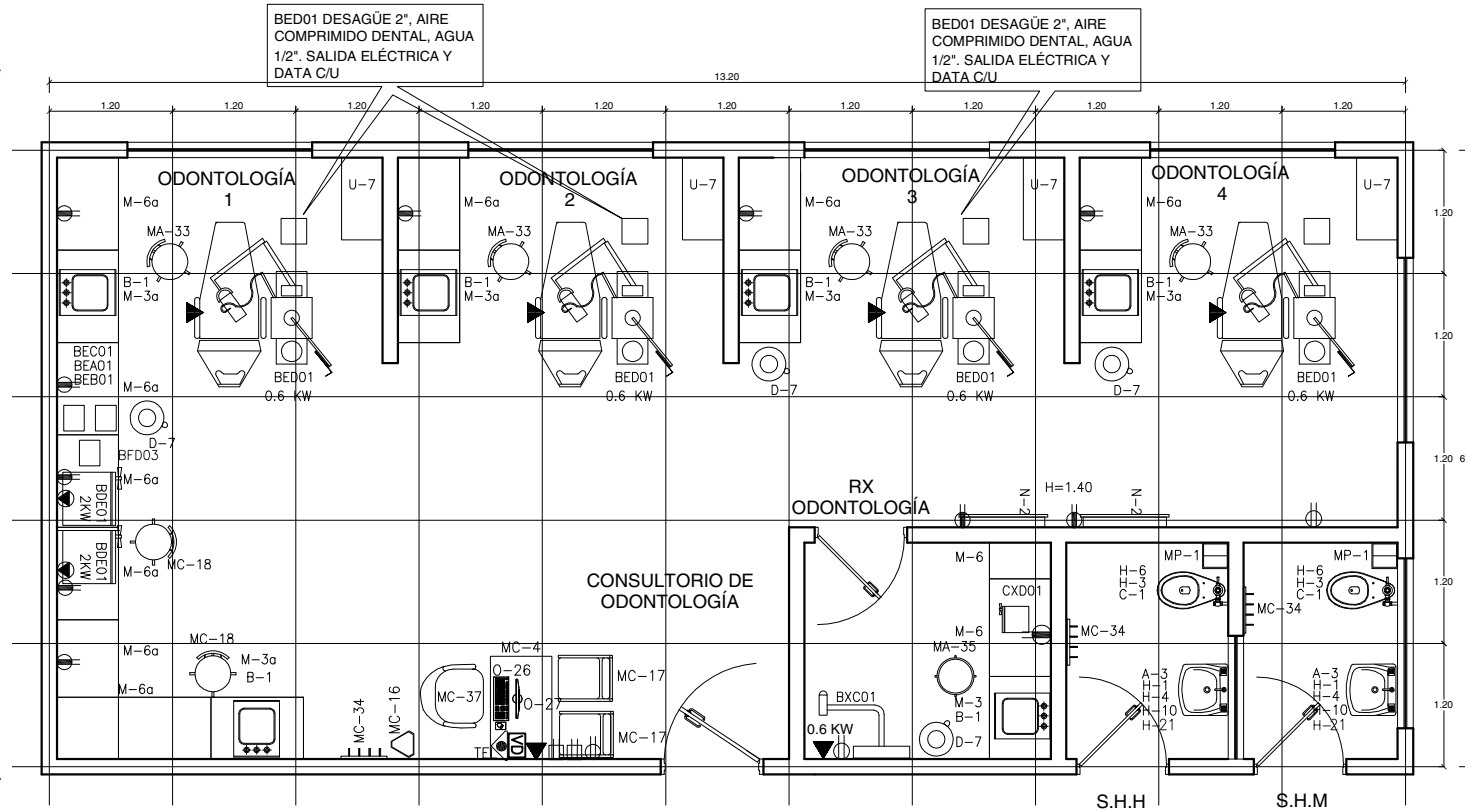 BED01 DESAGÜE 2", AIRE
COMPRIMIDO DENTAL, AGUA
1/2". SALIDA ELÉCTRICA Y
DATA C/U
BED01 DESAGÜE 2", AIRE
COMPRIMIDO DENTAL, AGUA
1/2". SALIDA ELÉCTRICA Y
DATA C/U
13.20
1.20 1.20 1.20 1.20 1.20 1.20 1.20 1.20 1.20 1.20 1.20
ODONTOLOGÍA
1
ODONTOLOGÍA
2
ODONTOLOGÍA
3
ODONTOLOGÍA
4
U-7 U-7 U-7 U-7
M-6a M-6a M-6a M-6a
MA-33 MA-33 MA-33 MA-33
1.20
B-1 B-1 B-1 B-1
M-3a M-3a M-3a M-3a
1.20
BEC01
BEA01
BEB01
M-6a
BED01 BED01 BED01 BED01
0.6 KW 0.6 KW 0.6 KW 0.6 KW
D-7 D-7
D-7
BFD03
M-6a
1.20 6
BDE01
2KW
BDE01
2KW
MC-18
M-6a
RX
ODONTOLOGÍA
H=1.40
N-2
N-2
CONSULTORIO DE
ODONTOLOGÍA
M-6
CXD01
M-6
MA-35
MP-1
H-6
H-3
C-1
MC-34
MP-1
H-6
H-3
C-1
MC-34
1.20
MC-18
M-6a
M-3a
B-1
M-6a
MC-4
O-26
O-27
MC-37
MC-17
MC-17
MC-34
MC-16
TF
VD
BXC01
0.6 KW
M-3
B-1
D-7
A-3
H-1
H-4
H-10
H-21
A-3
H-1
H-4
H-10
H-21
1.20
S.H.H
S.H.M